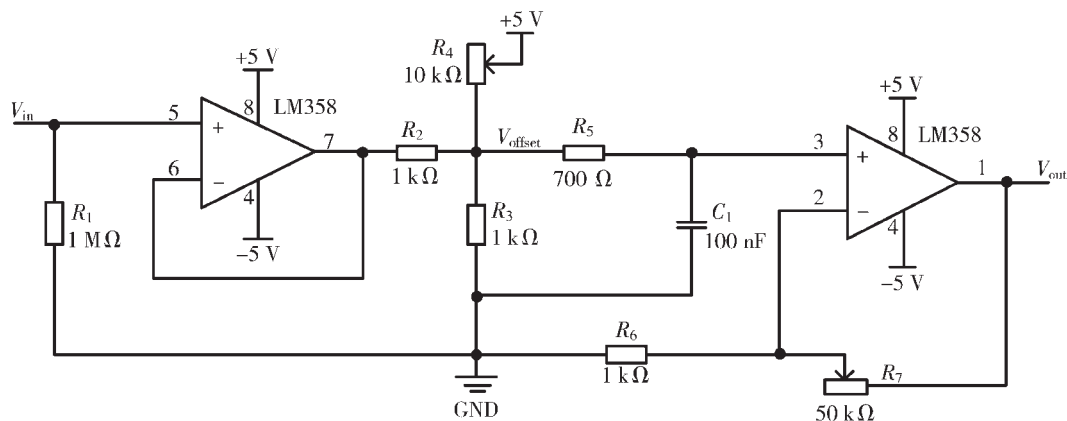 +5 V
R4
10 kΩ
+5 V
8
LM358
Vin
5
+
7
6
−
4
−5 V
R1
1 MΩ
R2
1 kΩ
Voffset
R5
700 Ω
R3
1 kΩ
C1
100 nF
+5 V
8
LM358
3
+
1
Vout
2
−
4
−5 V
R6
1 kΩ
R7
50 kΩ
GND